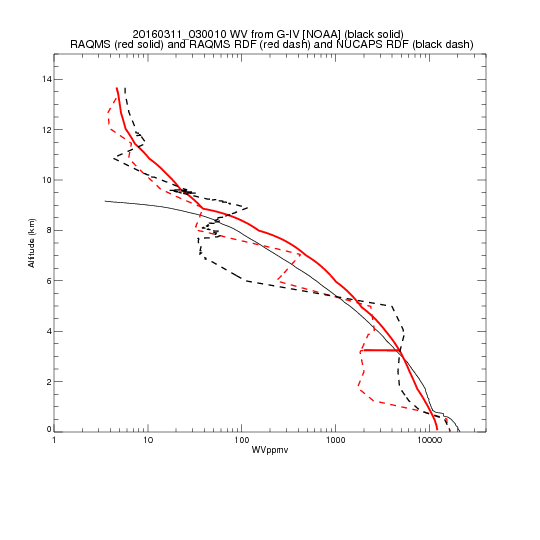 20160311_030010 WV from G-IV [NOAA] (black solid)
RAQMS (red solid) and RAQMS RDF (red dash) and NUCAPS RDF (black dash)
14
12
10
8
6
4
2
0
Altitude (km)
1 10 100 1000 10000
WVppmv